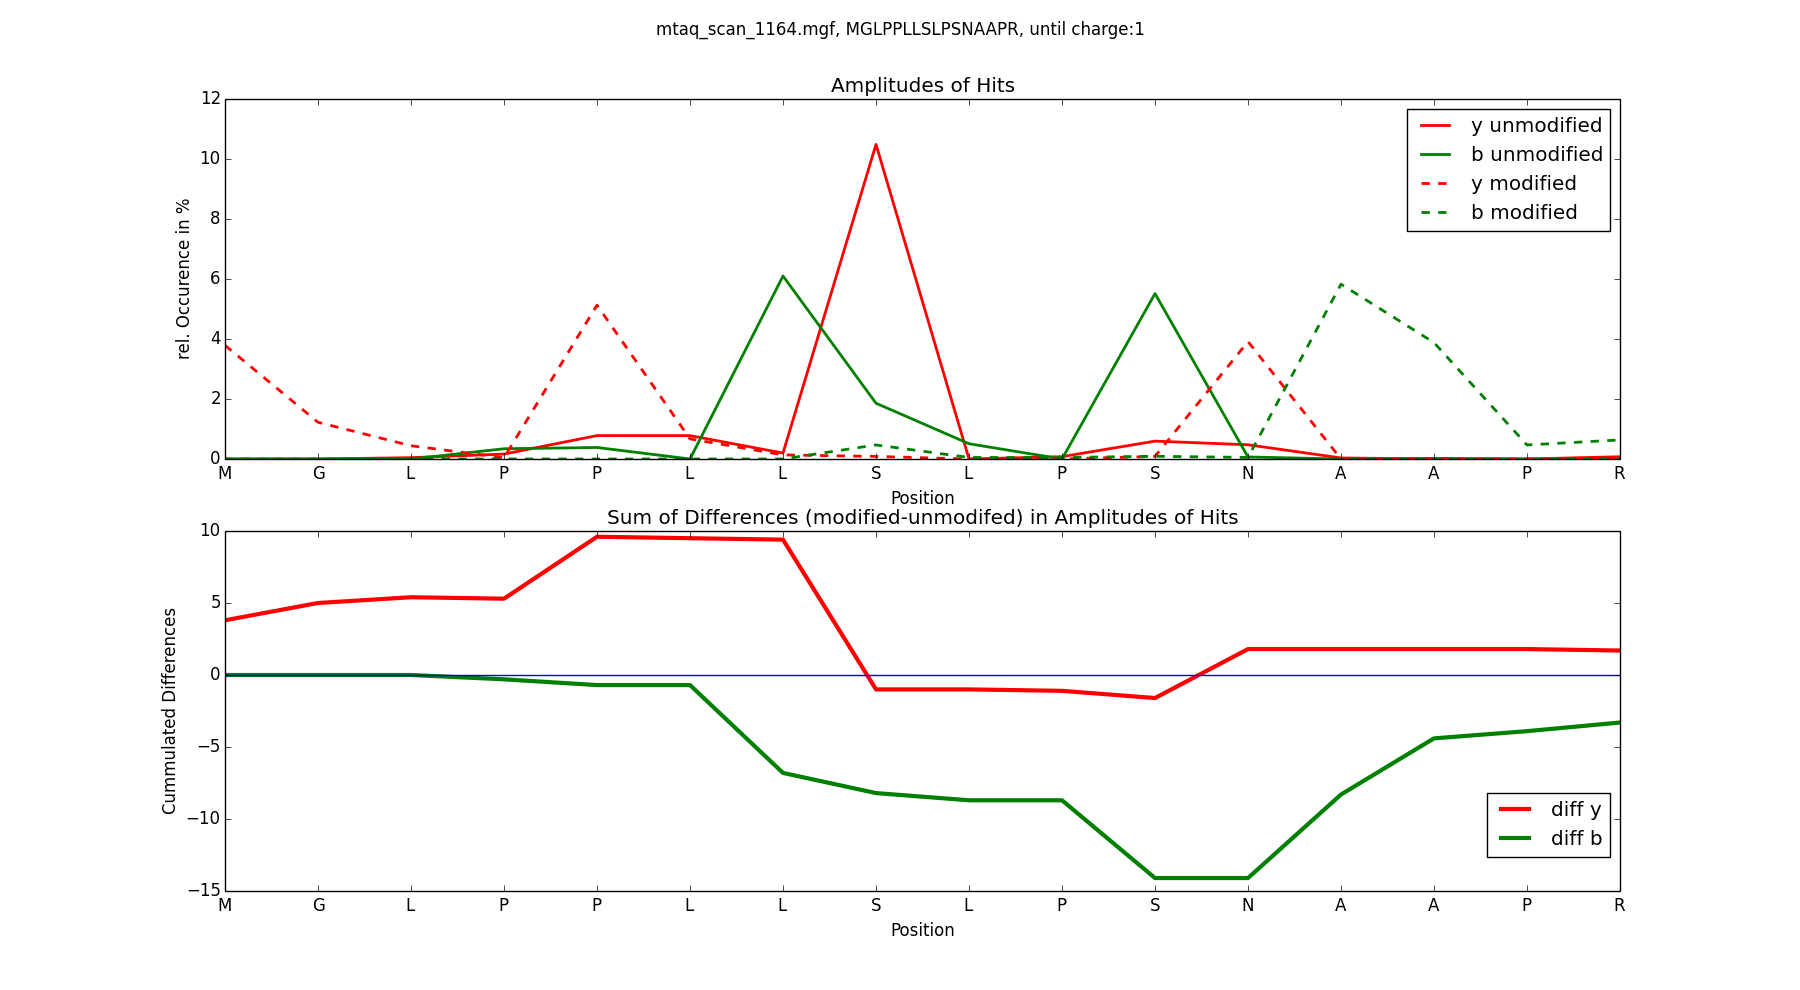 mtaq_scan_1164.mgf, MGLPPLLSLPSNAAPR, until charge:1
Amplitudes of Hits
rel. Occurence in %
12
10
8
6
4
2
0
y unmodified
b unmodified
y modified
b modified
M G L P P L L S L P S N A A P R
Position
Sum of Differences (modified-unmodifed) in Amplitudes of Hits
Cummulated Differences
10
5
0
−5
−10
−15
diff y
diff b
M G L P P L L S L P S N A A P R
Position